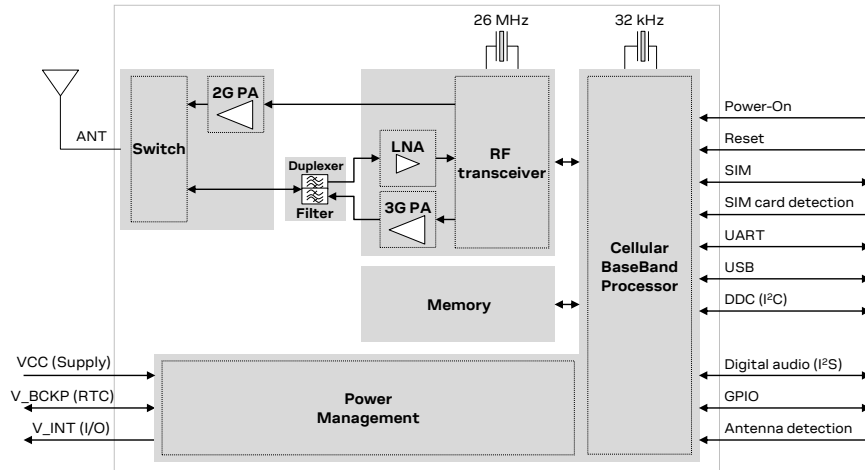 26 MHz
32 kHz
2G PA
ANT
Switch
LNA
Duplexer
Filter
3G PA
RF
transceiver
Cellular
BaseBand
Processor
Memory
Power
Management
Power-On
Reset
SIM
SIM card detection
UART
USB
DDC (I²C)
Digital audio (I²S)
GPIO
Antenna detection
VCC (Supply)
V_BCKP (RTC)
V_INT (I/O)